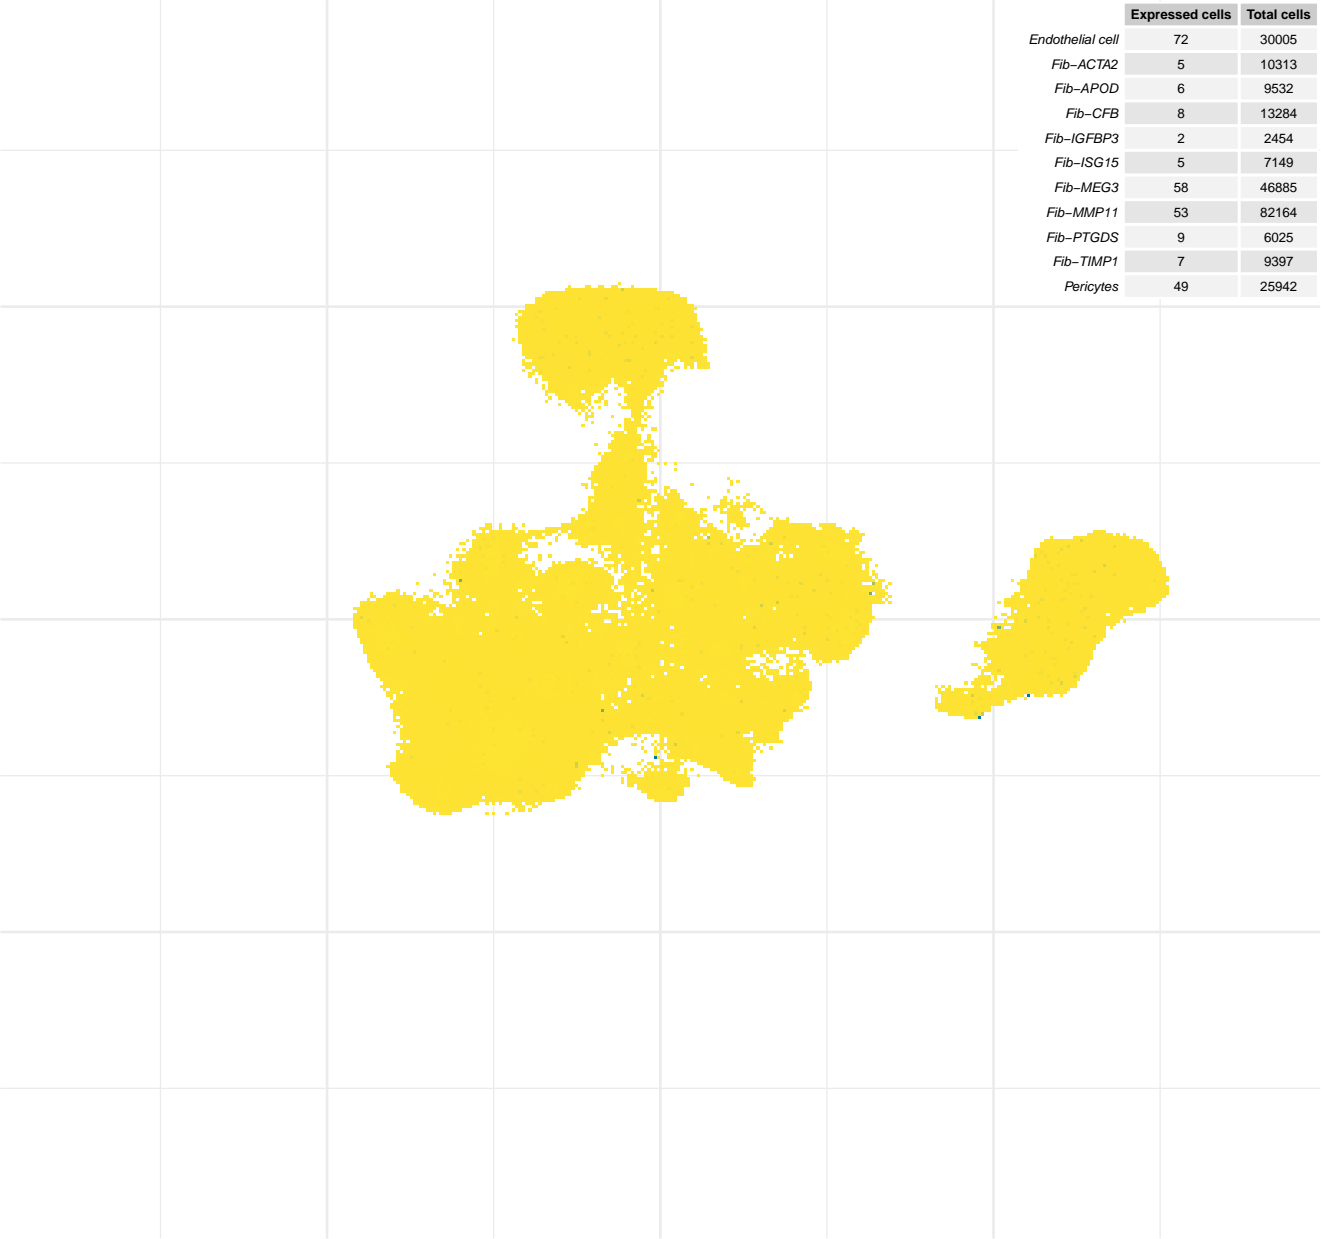 Expressed cells Total cells
Endothelial cell 72 30005
Fib−ACTA2 5 10313
Fib−APOD 6 9532
Fib−CFB 8 13284
Fib−IGFBP3 2 2454
Fib−ISG15 5 7149
Fib−MEG3 58 46885
Fib−MMP11 53 82164
Fib−PTGDS 9 6025
Fib−TIMP1 7 9397
Pericytes 49 25942